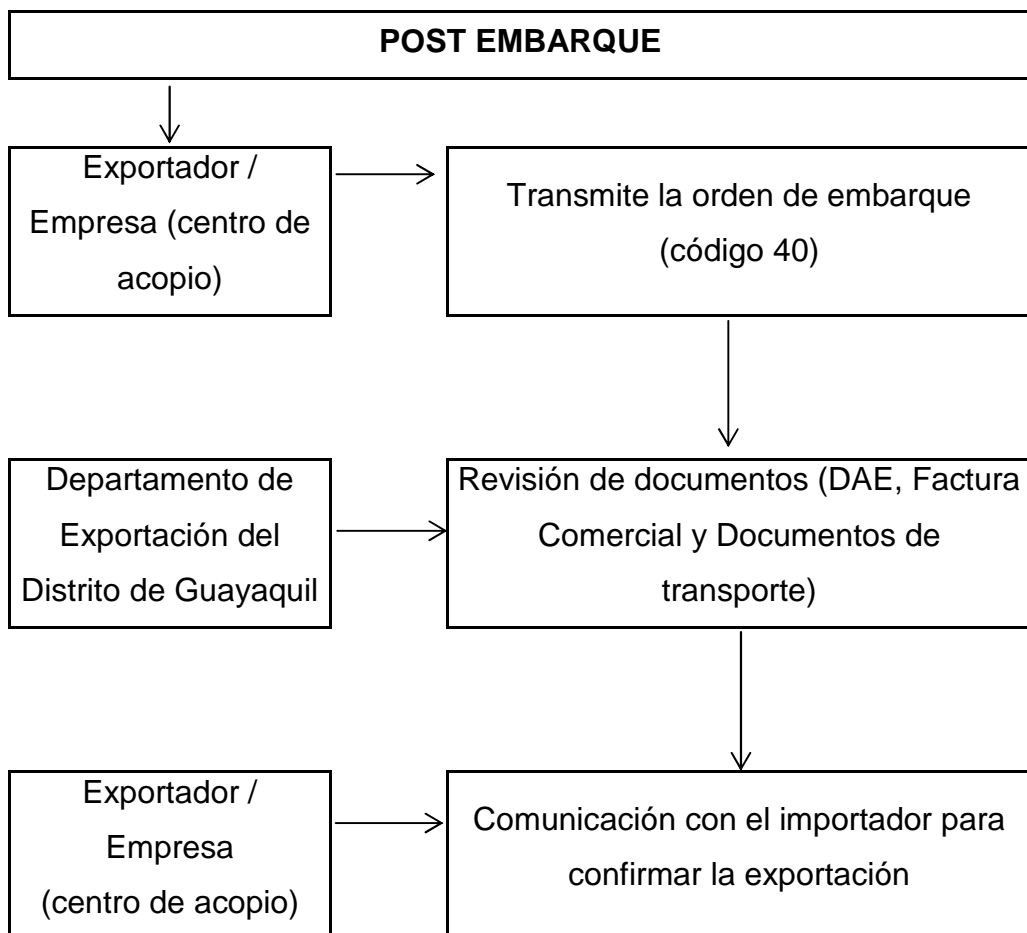 POST EMBARQUE
Exportador /
Empresa (centro de
acopio)
Transmite la orden de embarque
(código 40)
Departamento de
Exportación del
Distrito de Guayaquil
Revisión de documentos (DAE, Factura
Comercial y Documentos de
transporte)
Exportador /
Empresa
(centro de acopio)
Comunicación con el importador para
confirmar la exportación